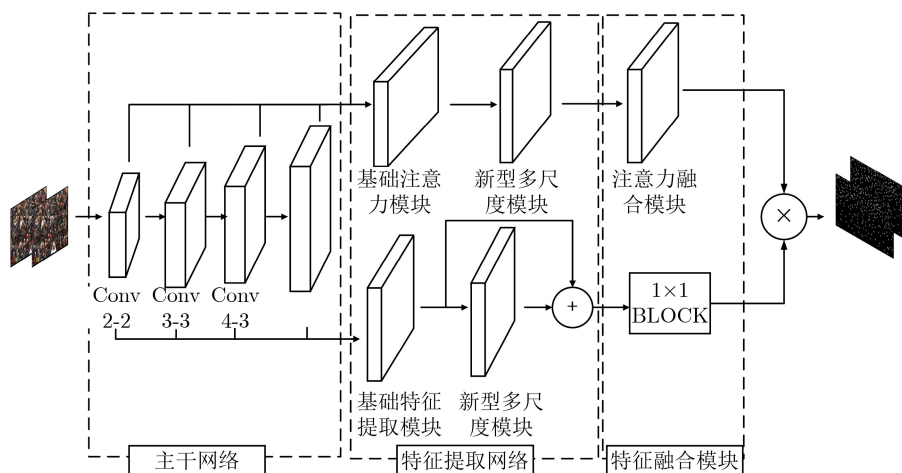 基础注意
力模块
新型多尺
度模块
注意力融
合模块
Conv
2-2
Conv
3-3
Conv
4-3
×
+
1×1
BLOCK
基础特征
提取模块
新型多尺
度模块
主干网络
特征提取网络
特征融合模块